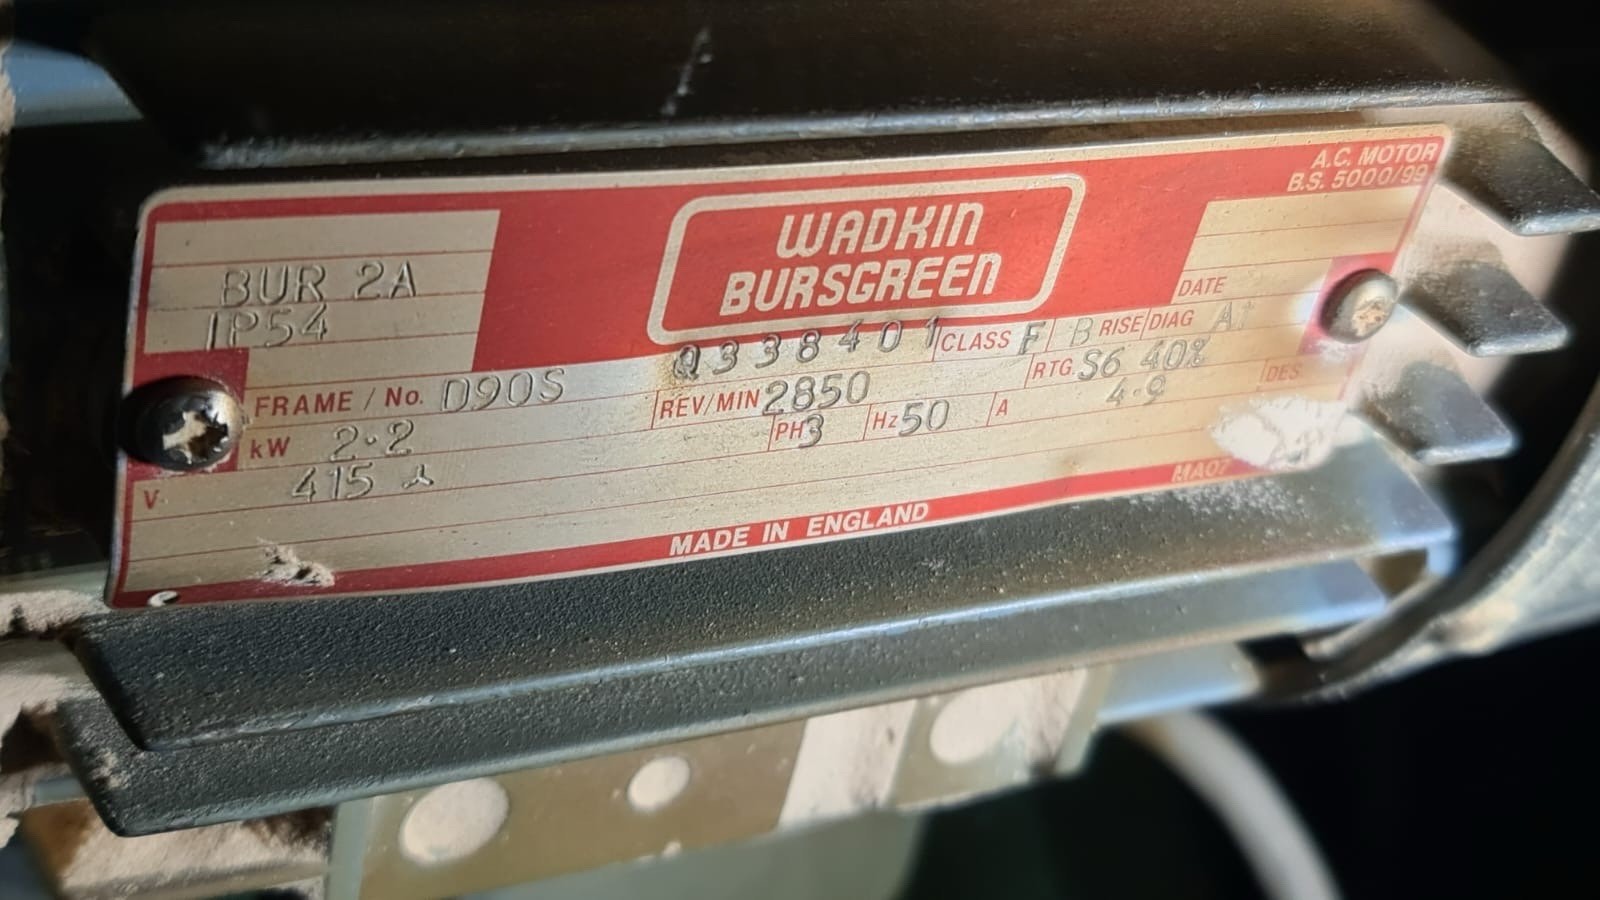 A.C. MOTOR
B.S. 5000/99
WADKIN
BURSGREEN
BUR 2A
IP54
DATE
FRAME / No. D90S Q338401 CLASS F B RISE DIAG A1
kW 2.2 REV/MIN 2850 RTG. S6 40% DES
V 415 ⅄ PH 3 Hz 50 A 4.9
MADE IN ENGLAND
MA07